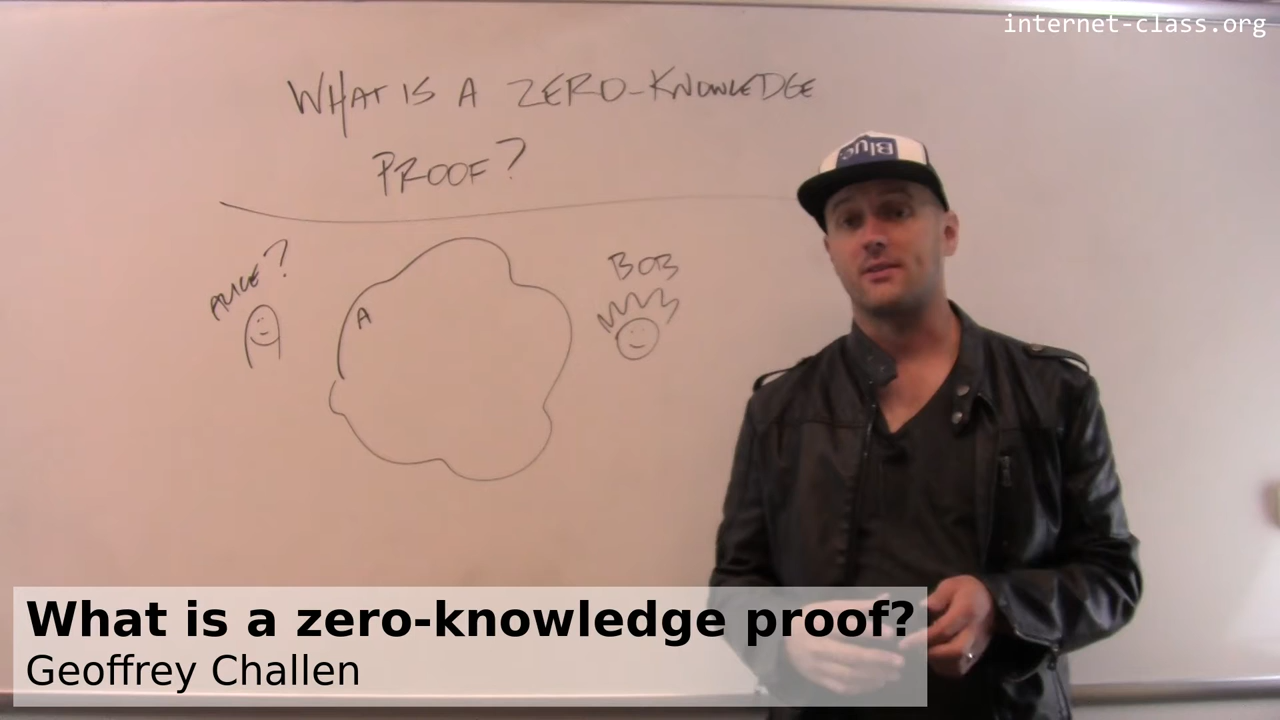 internet-class.org
WHAT IS A ZERO-KNOWLEDGE
PROOF?
ALICE?
BOB
A
Blue
What is a zero-knowledge proof?
Geoffrey Challen